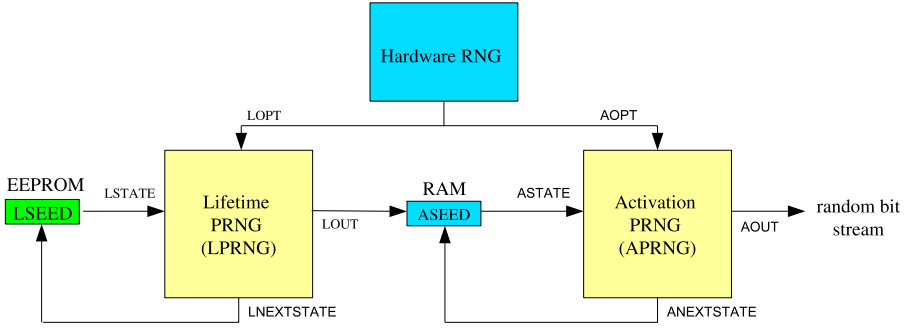 Hardware RNG
LOPT
AOPT
EEPROM
LSEED
LSTATE
Lifetime
PRNG
(LPRNG)
LOUT
LNEXTSTATE
RAM
ASEED
ASTATE
Activation
PRNG
(APRNG)
AOUT
ANEXTSTATE
random bit
stream